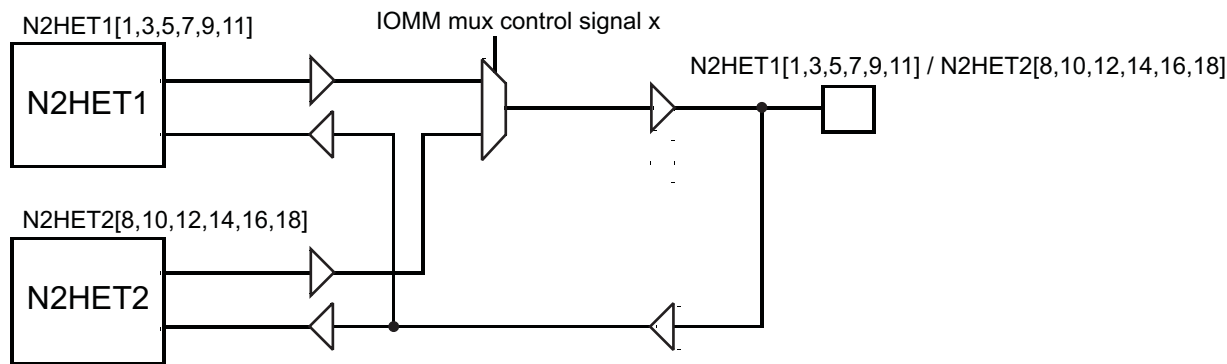 IOMM mux control signal x
N2HET1[1,3,5,7,9,11]
N2HET1[1,3,5,7,9,11] / N2HET2[8,10,12,14,16,18]
N2HET1
N2HET2[8,10,12,14,16,18]
N2HET2